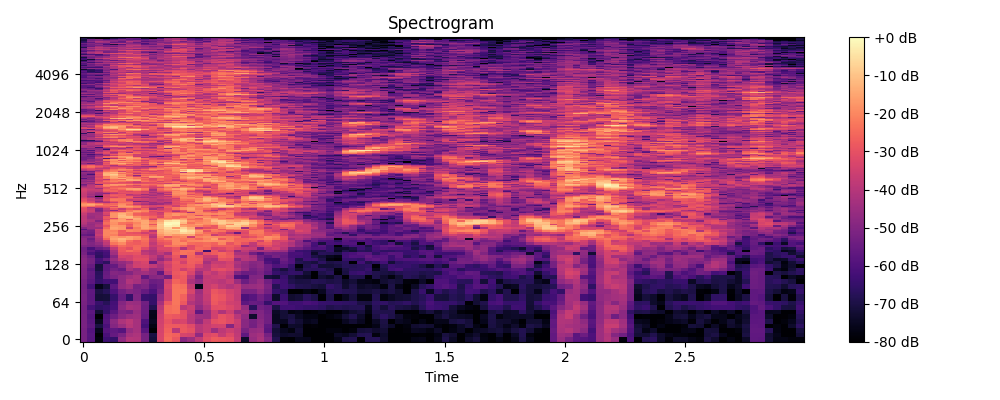 Spectrogram
4096
2048
1024
512
256
128
64
0
Hz
0
0.5
1
1.5
2
2.5
Time
+0 dB
-10 dB
-20 dB
-30 dB
-40 dB
-50 dB
-60 dB
-70 dB
-80 dB